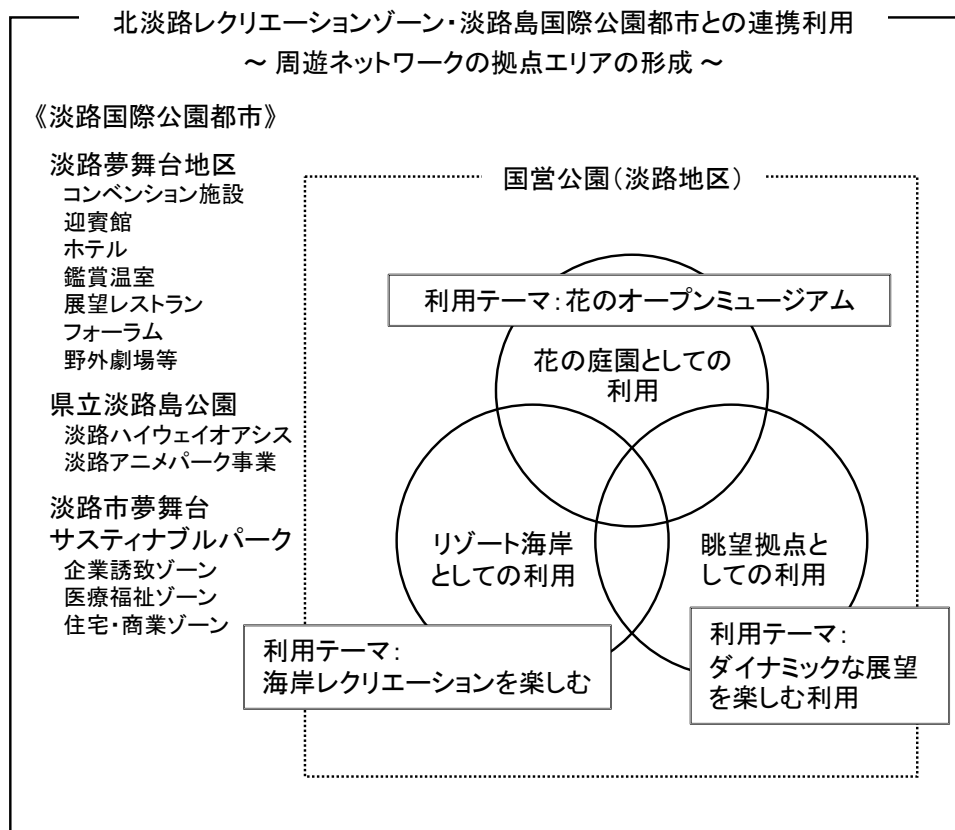 北淡路レクリエーションゾーン・淡路島国際公園都市との連携利用
～ 周遊ネットワークの拠点エリアの形成 ～
《淡路国際公園都市》
淡路夢舞台地区
コンベンション施設
迎賓館
ホテル
鑑賞温室
展望レストラン
フォーラム
野外劇場等
県立淡路島公園
淡路ハイウェイオアシス
淡路アニメパーク事業
淡路市夢舞台
サスティナブルパーク
企業誘致ゾーン
医療福祉ゾーン
住宅・商業ゾーン
国営公園（淡路地区）
利用テーマ：花のオープンミュージアム
花の庭園としての
利用
リゾート海岸
としての利用
眺望拠点と
しての利用
利用テーマ：
海岸レクリエーションを楽しむ
利用テーマ：
ダイナミックな展望
を楽しむ利用